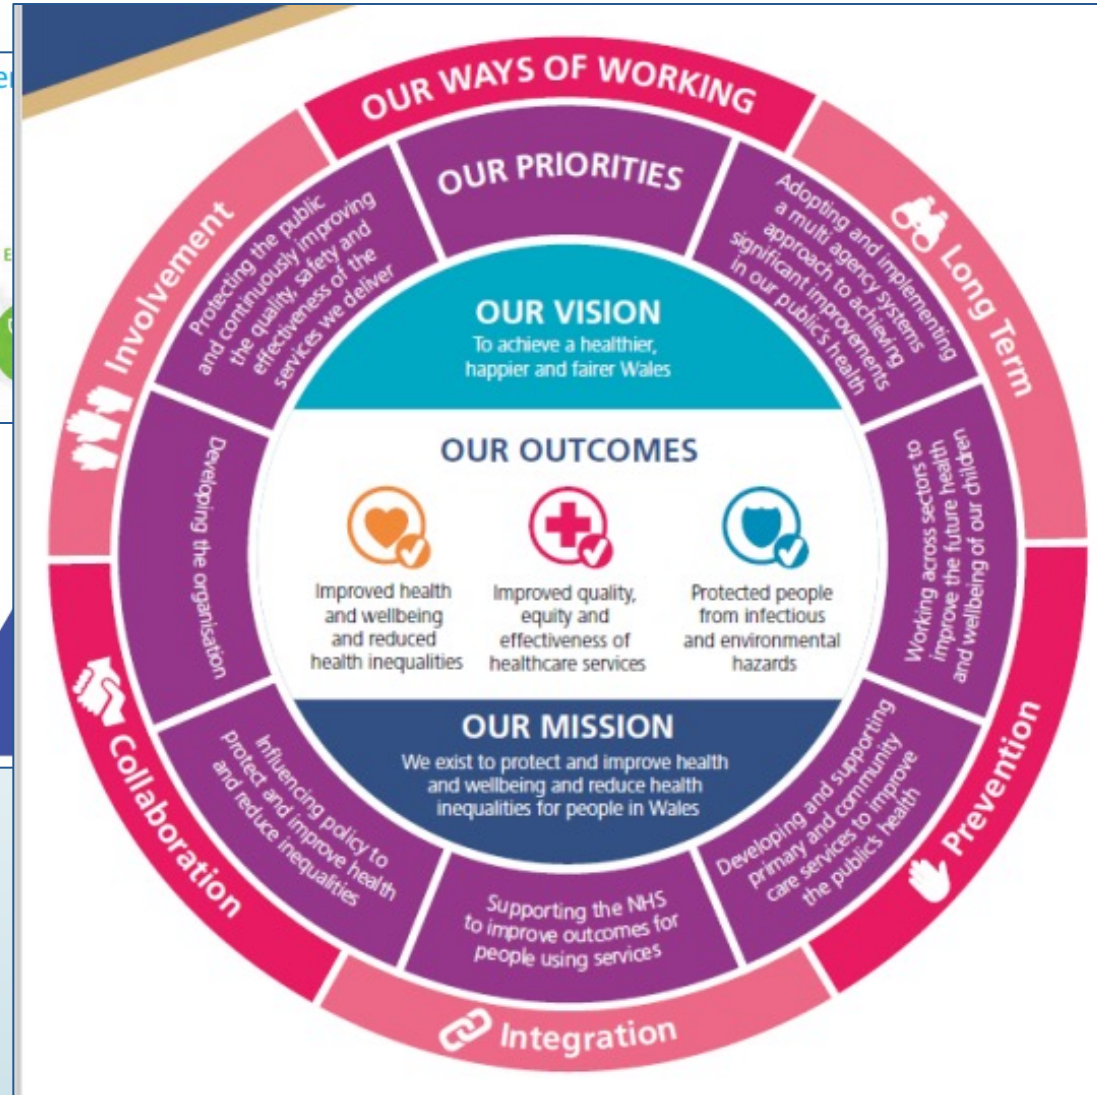 OUR WAYS OF WORKING
Long Term
Prevention
Integration
Collaboration
Involvement
OUR PRIORITIES
Adopting and implementing
a multi agency systems
approach to achieving
significant improvements
in our public's health
Working across sectors to
improve the future health
and wellbeing of our children
Developing and supporting
primary and community
care services to improve
the public's health
Supporting the NHS
to improve outcomes for
people using services
Influencing policy to
protect and improve health
and reduce inequalities
Developing the organisation
Protecting the public
and continuously improving
the quality, safety and
effectiveness of the
services we deliver
OUR VISION
To achieve a healthier,
happier and fairer Wales
OUR OUTCOMES
Improved health
and wellbeing
and reduced
health inequalities
Improved quality,
equity and
effectiveness of
healthcare services
Protected people
from infectious
and environmental
hazards
OUR MISSION
We exist to protect and improve health
and wellbeing and reduce health
inequalities for people in Wales